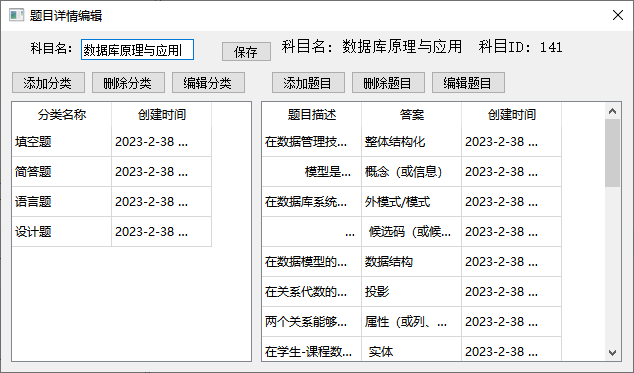 题目详情编辑
科目名： 数据库原理与应用 保存 科目名：数据库原理与应用 科目ID：141
添加分类 删除分类 编辑分类 添加题目 删除题目 编辑题目
分类名称 创建时间 题目描述 答案 创建时间
填空题 2023-2-38 ... 在数据管理技... 整体结构化 2023-2-38 ...
简答题 2023-2-38 ... 模型是... 概念（或信息） 2023-2-38 ...
语言题 2023-2-38 ... 在数据库系统... 外模式/模式 2023-2-38 ...
设计题 2023-2-38 ... ... 候选码（或候... 2023-2-38 ...
在数据模型的... 数据结构 2023-2-38 ...
在关系代数的... 投影 2023-2-38 ...
两个关系能够... 属性（或列、... 2023-2-38 ...
在学生-课程数... 实体 2023-2-38 ...